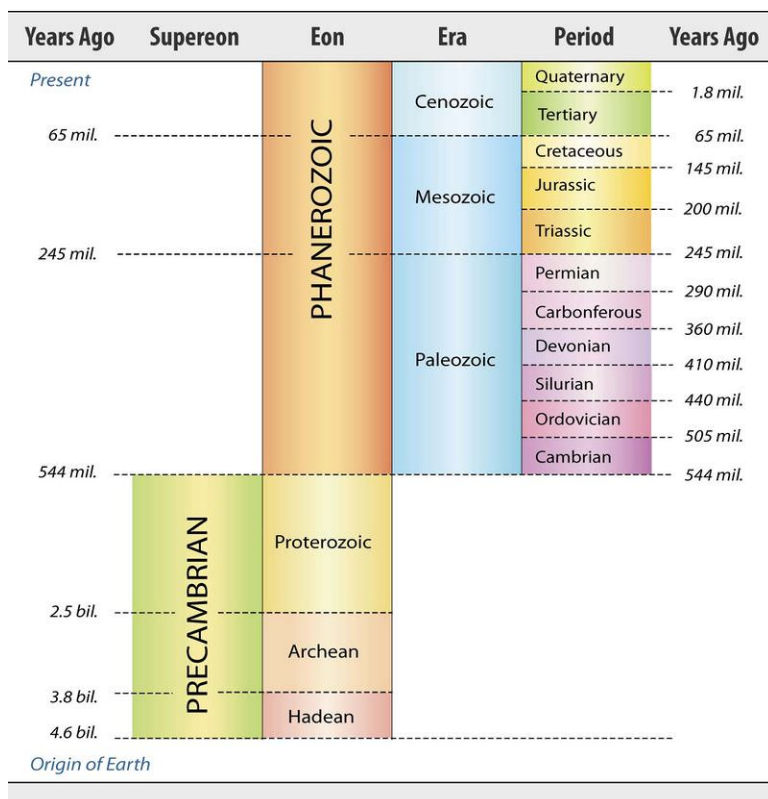 Years Ago Supereon Eon Era Period Years Ago
Present
Quaternary
1.8 mil.
Cenozoic
Tertiary
65 mil.
65 mil.
Cretaceous
145 mil.
Jurassic
Mesozoic
200 mil.
Triassic
245 mil.
245 mil.
PHANEROZOIC
Permian
290 mil.
Carbonferous
360 mil.
Devonian
Paleozoic
410 mil.
Silurian
440 mil.
Ordovician
505 mil.
Cambrian
544 mil.
544 mil.
Proterozoic
PRECAMBRIAN
2.5 bil.
Archean
3.8 bil.
Hadean
4.6 bil.
Origin of Earth